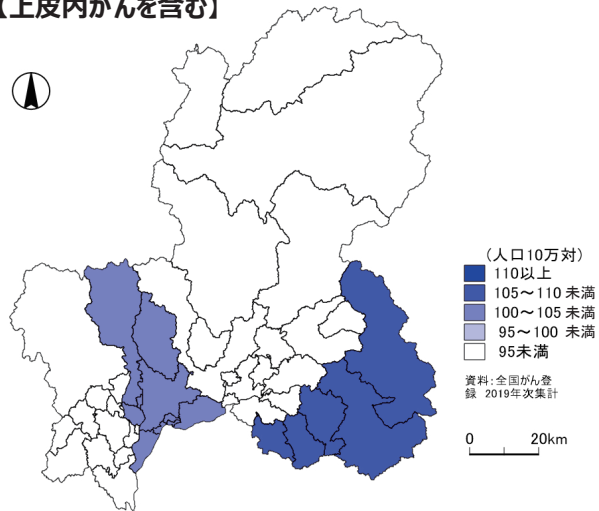 【上皮内がんを含む】
(人口10万対)
110以上
105～110 未満
100～105 未満
95～100 未満
95未満
資料:全国がん登
録 2019年次集計
0 20km